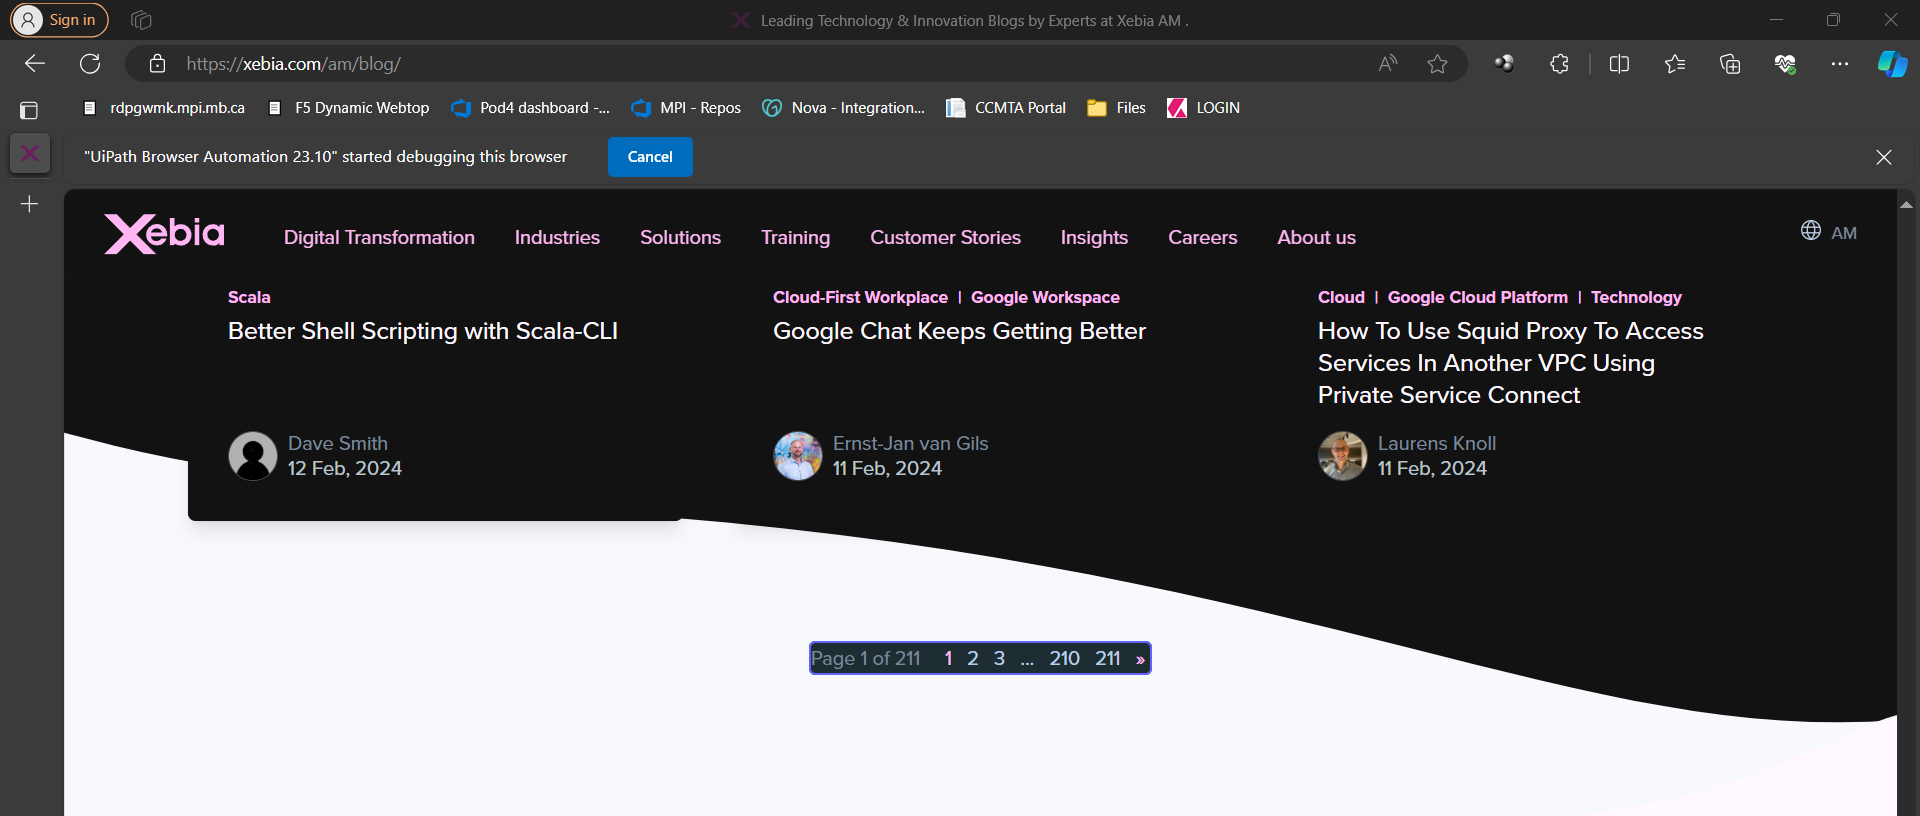 Sign in
Leading Technology & Innovation Blogs by Experts at Xebia AM .
https://xebia.com/am/blog/
rdpgwmk.mpi.mb.ca F5 Dynamic Webtop Pod4 dashboard -... MPI - Repos Nova - Integration... CCMTA Portal Files LOGIN
"UiPath Browser Automation 23.10" started debugging this browser Cancel
Xebia Digital Transformation Industries Solutions Training Customer Stories Insights Careers About us AM
Scala
Better Shell Scripting with Scala-CLI
Dave Smith
12 Feb, 2024
Cloud-First Workplace | Google Workspace
Google Chat Keeps Getting Better
Ernst-Jan van Gils
11 Feb, 2024
Cloud | Google Cloud Platform | Technology
How To Use Squid Proxy To Access
Services In Another VPC Using
Private Service Connect
Laurens Knoll
11 Feb, 2024
Page 1 of 211 1 2 3 ... 210 211 »